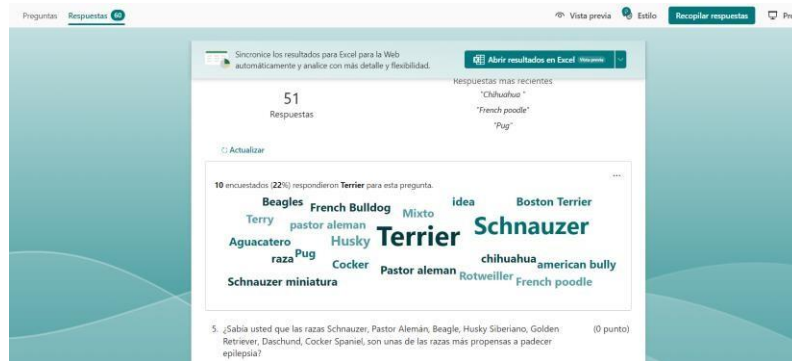 Preguntas Respuestas 60
Vista previa Estilo Recopilar respuestas
Sincronice los resultados para Excel para la Web
automáticamente y analice con más detalle y flexibilidad.
Abrir resultados en Excel Vista previa
Respuestas más recientes
51
Respuestas
"Chihuahua "
"French poodle"
"Pug"
Actualizar
10 encuestados (22%) respondieron Terrier para esta pregunta.
Beagles French Bulldog Mixto idea Boston Terrier
Terry pastor aleman Terrier Schnauzer
Aguacatero Husky
raza Pug Cocker Pastor aleman chihuahua american bully
Schnauzer miniatura Rotweiller French poodle
5. ¿Sabía usted que las razas Schnauzer, Pastor Alemán, Beagle, Husky Siberiano, Golden (0 punto)
Retriever, Daschund, Cocker Spaniel, son unas de las razas más propensas a padecer
epilepsia?